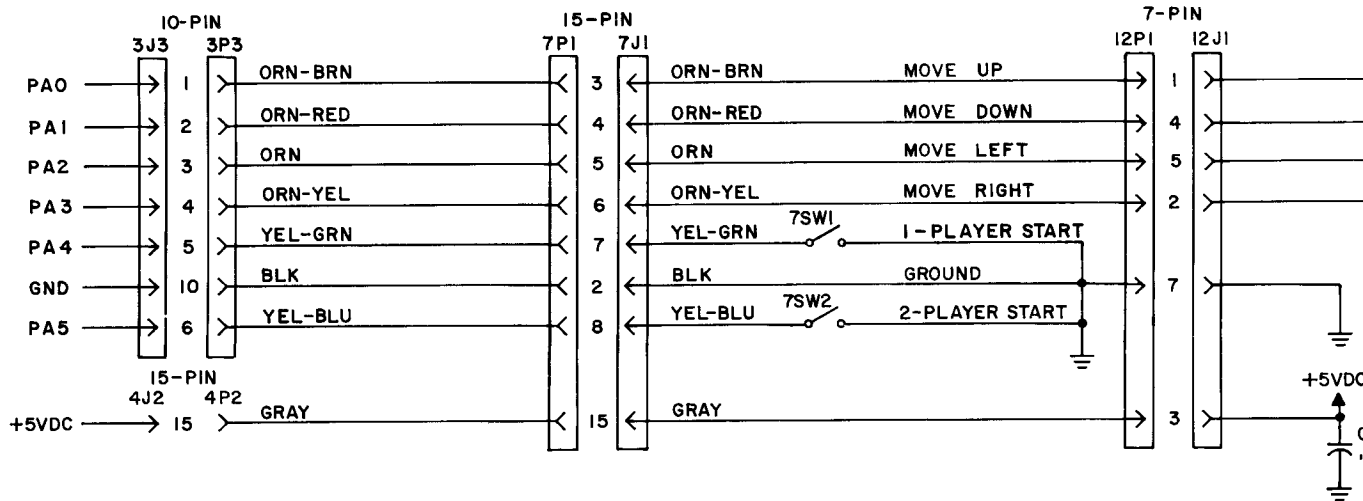 10-PIN 15-PIN 7-PIN
3J3 3P3 7P1 7J1 12P1 12J1
PA0 1 ORN-BRN 3 ORN-BRN MOVE UP 1
PA1 2 ORN-RED 4 ORN-RED MOVE DOWN 4
PA2 3 ORN 5 ORN MOVE LEFT 5
PA3 4 ORN-YEL 6 ORN-YEL MOVE RIGHT 2
7SW1
PA4 5 YEL-GRN 7 YEL-GRN 1-PLAYER START
GND 10 BLK 2 BLK GROUND 7
7SW2
PA5 6 YEL-BLU 8 YEL-BLU 2-PLAYER START
15-PIN
4J2 4P2 +5VDC
+5VDC 15 GRAY 15 GRAY 3